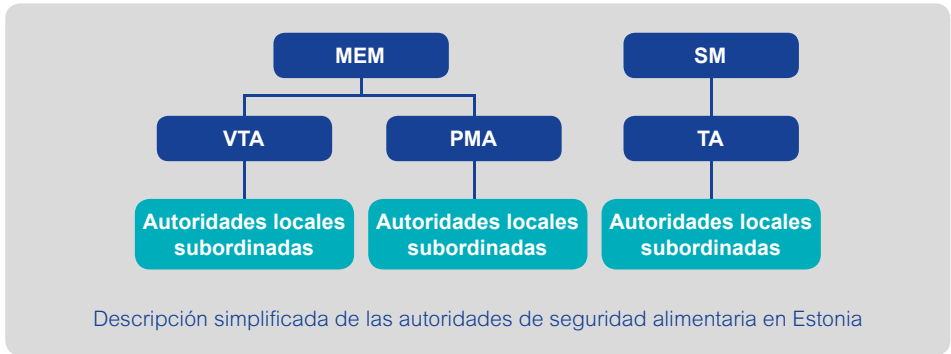 MEM
SM
VTA
PMA
TA
Autoridades locales
subordinadas
Autoridades locales
subordinadas
Autoridades locales
subordinadas
Descripción simplificada de las autoridades de seguridad alimentaria en Estonia